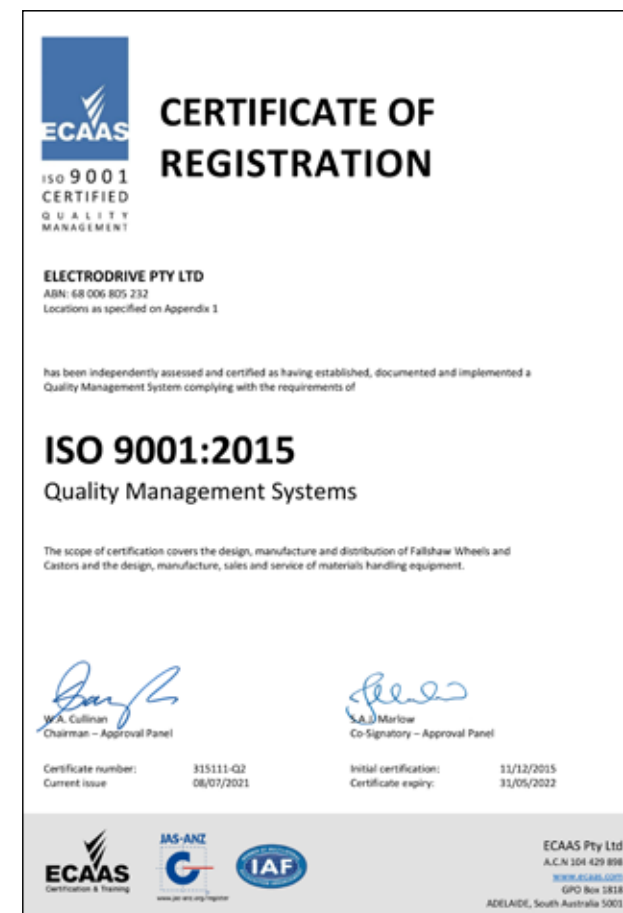 ECAAS
ISO 9001
CERTIFIED
QUALITY
MANAGEMENT
CERTIFICATE OF
REGISTRATION
ELECTRODRIVE PTY LTD
ABN: 68 006 805 232
Locations as specified on Appendix 1
has been independently assessed and certified as having established, documented and implemented a
Quality Management System complying with the requirements of
ISO 9001:2015
Quality Management Systems
The scope of certification covers the design, manufacture and distribution of Fallshaw Wheels and
Castors and the design, manufacture, sales and service of materials handling equipment.
W.A. Cullinan
Chairman – Approval Panel
S.A.J. Marlow
Co-Signatory – Approval Panel
Certificate number: 315111-Q2
Current issue 08/07/2021
Initial certification: 11/12/2015
Certificate expiry: 31/05/2022
ECAAS
Certification & Training
JAS-ANZ
www.jas-anz.org/register
IAF
ECAAS Pty Ltd
A.C.N 104 429 898
www.ecaas.com
GPO Box 1818
ADELAIDE, South Australia 5001